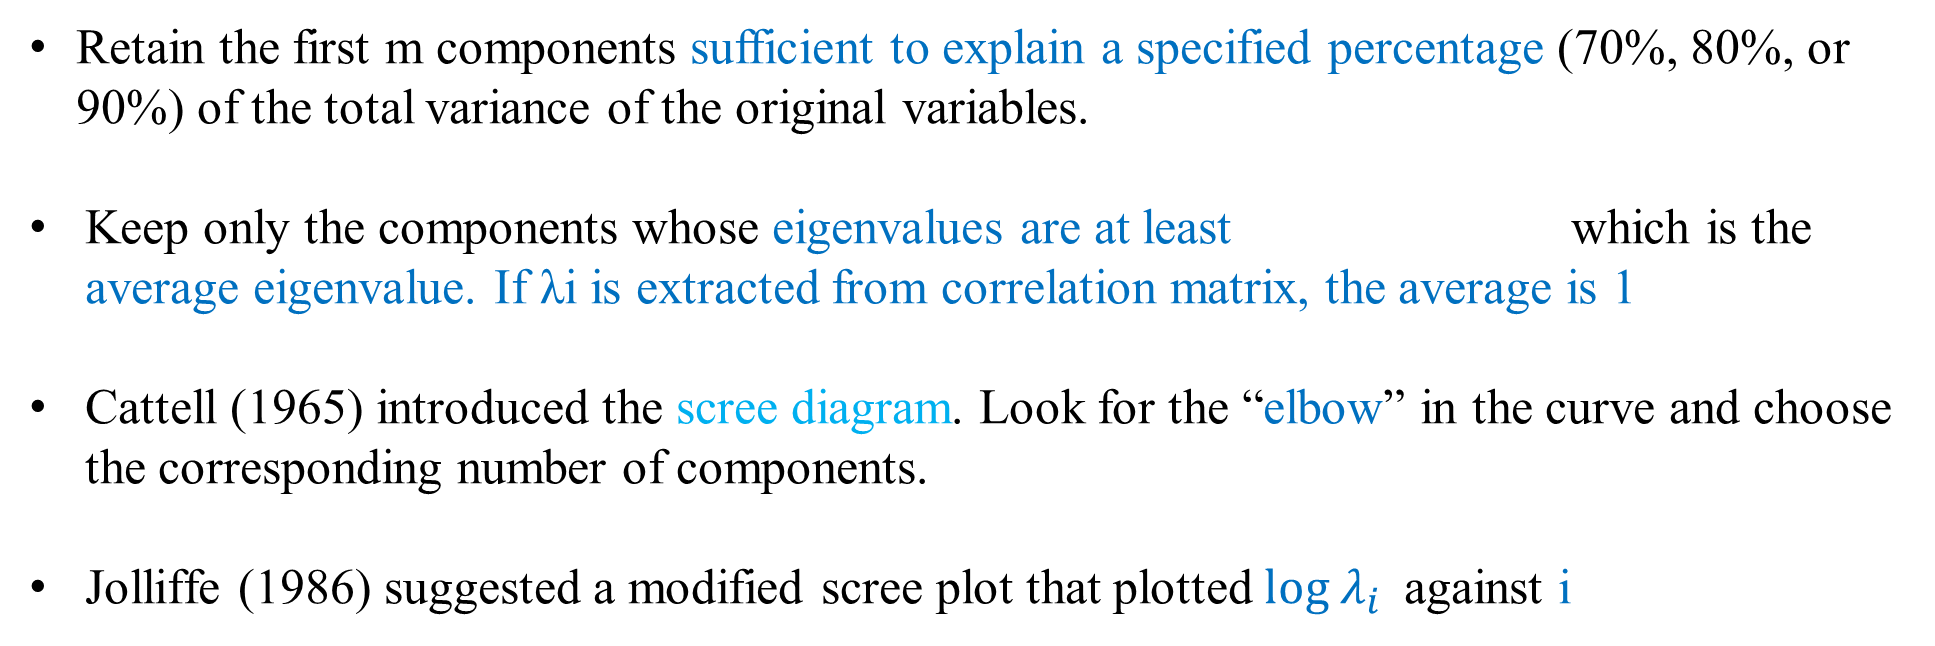 • Retain the first m components sufficient to explain a specified percentage (70%, 80%, or
90%) of the total variance of the original variables.
• Keep only the components whose eigenvalues are at least which is the
average eigenvalue. If λi is extracted from correlation matrix, the average is 1
• Cattell (1965) introduced the scree diagram. Look for the “elbow” in the curve and choose
the corresponding number of components.
• Jolliffe (1986) suggested a modified scree plot that plotted log λᵢ against i